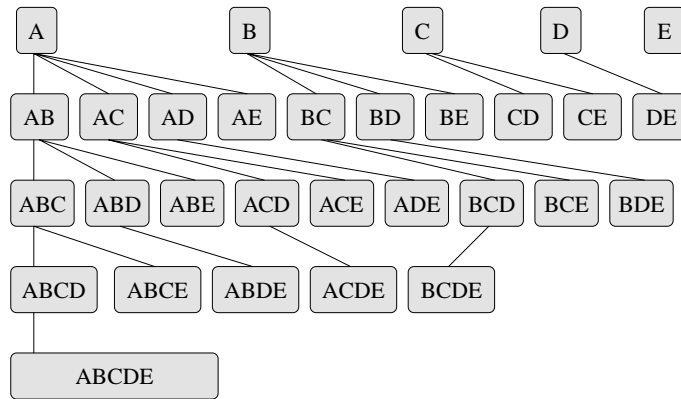 A B C D E
AB AC AD AE BC BD BE CD CE DE
ABC ABD ABE ACD ACE ADE BCD BCE BDE
ABCD ABCE ABDE ACDE BCDE
ABCDE